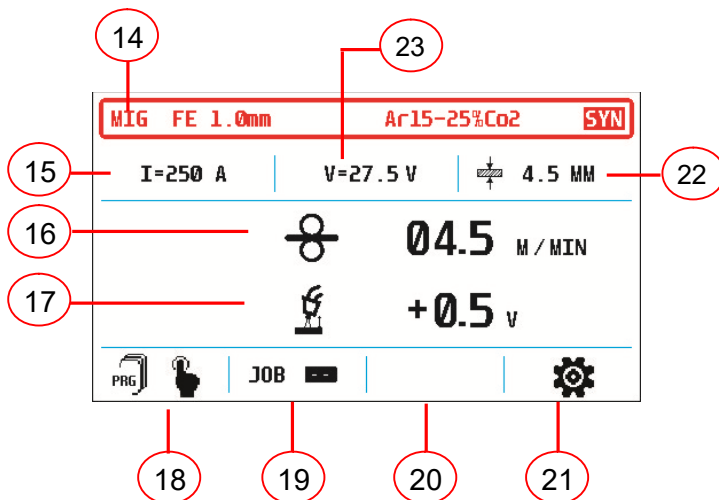 14
23
MIG FE 1.0mm Ar15-25%Co2 SYN
15 I=250 A V=27.5 V 4.5 MM 22
16 04.5 M/MIN
17 +0.5 V
PRG JOB --
18 19 20 21